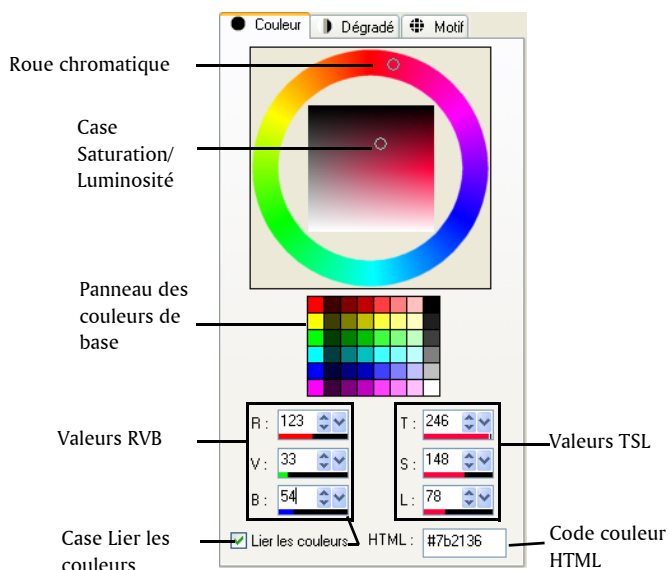 Couleur Dégradé Motif
Roue chromatique
Case
Saturation/
Luminosité
Panneau des
couleurs de
base
Valeurs RVB
R : 123
V : 33
B : 54
T : 246
S : 148
L : 78
Valeurs TSL
Case Lier les
couleurs
Lier les couleurs
HTML : #7b2136
Code couleur
HTML